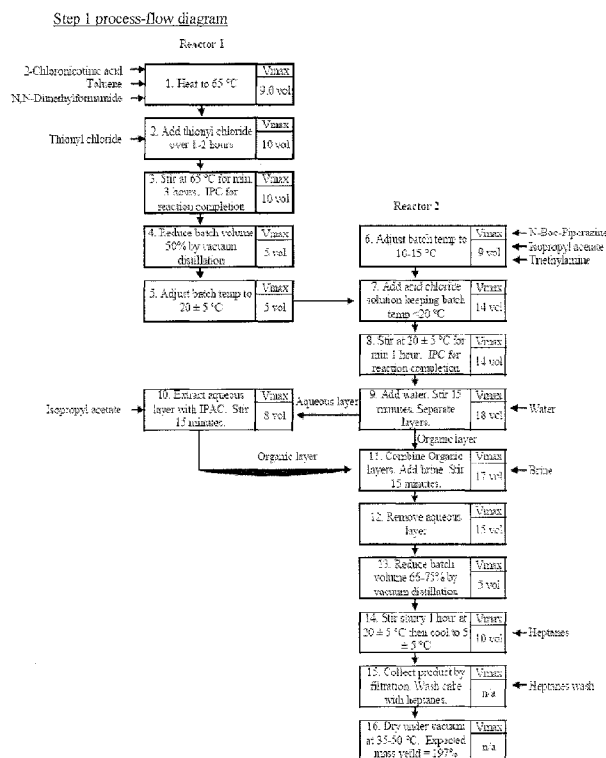 Step 1 process-flow diagram
Reactor 1
2-Chloronicotinic acid
Toluene
N,N-Dimethylformamide
1. Heat to 65 °C
Vmax
9.0 vol
Thionyl chloride
2. Add thionyl chloride
over 1-2 hours
Vmax
10 vol
3. Stir at 65 °C for min.
3 hours. IPC for
reaction completion
Vmax
10 vol
4. Reduce batch volume
50% by vacuum
distillation
Vmax
5 vol
5. Adjust batch temp to
20 ± 5 °C
Vmax
5 vol
Reactor 2
6. Adjust batch temp to
10-15 °C
Vmax
9 vol
N-Boc-Piperazine
Isopropyl acetate
Triethylamine
7. Add acid chloride
solution keeping batch
temp <20 °C
Vmax
14 vol
8. Stir at 20 ± 5 °C for
min 1 hour. IPC for
reaction completion
Vmax
14 vol
9. Add water. Stir 15
minutes. Separate
layers.
Vmax
18 vol
Water
Aqueous layer
Isopropyl acetate
10. Extract aqueous
layer with IPAC. Stir
15 minutes.
Vmax
8 vol
Organic layer
Organic layer
11. Combine Organic
layers. Add brine. Stir
15 minutes.
Vmax
17 vol
Brine
12. Remove aqueous
layer
Vmax
15 vol
13. Reduce batch
volume 66-75% by
vacuum distillation
Vmax
5 vol
14. Stir slurry 1 hour at
20 ± 5 °C then cool to 5
± 5 °C
Vmax
10 vol
Heptanes
15. Collect product by
filtration. Wash cake
with heptanes.
Vmax
n/a
Heptanes wash
16. Dry under vacuum
at 35-50 °C. Expected
mass yeild = 197%
Vmax
n/a